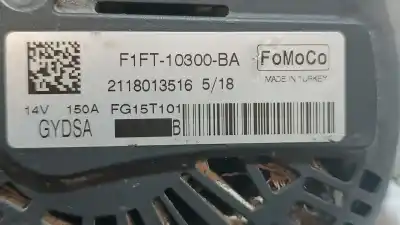 F1FT-10300-BA
FoMoCo
2118013516 5/18
MADE IN TURKEY
14V 150A FG15T101
GYDSA
B